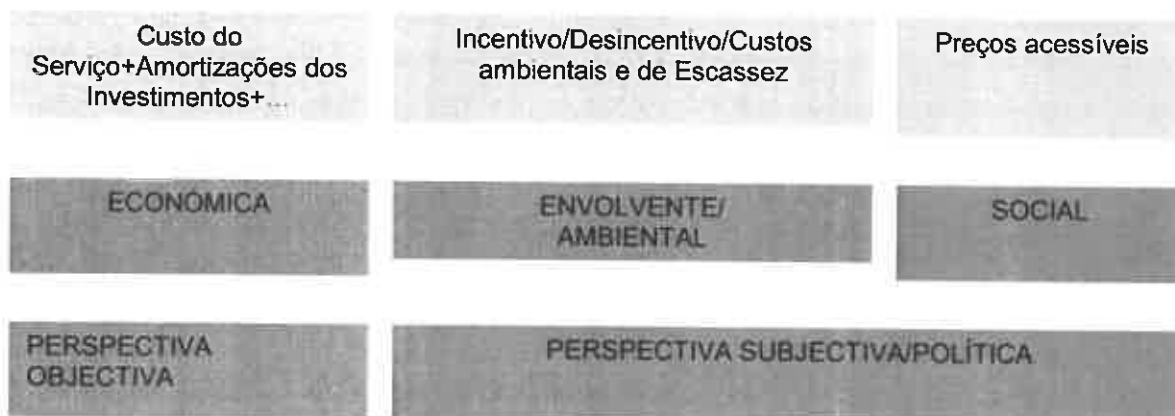 Custo do
Serviço+Amortizações dos
Investimentos+...
Incentivo/Desincentivo/Custos
ambientais e de Escassez
Preços acessíveis
ECONÓMICA
ENVOLVENTE/
AMBIENTAL
SOCIAL
PERSPECTIVA
OBJECTIVA
PERSPECTIVA SUBJECTIVA/POLÍTICA